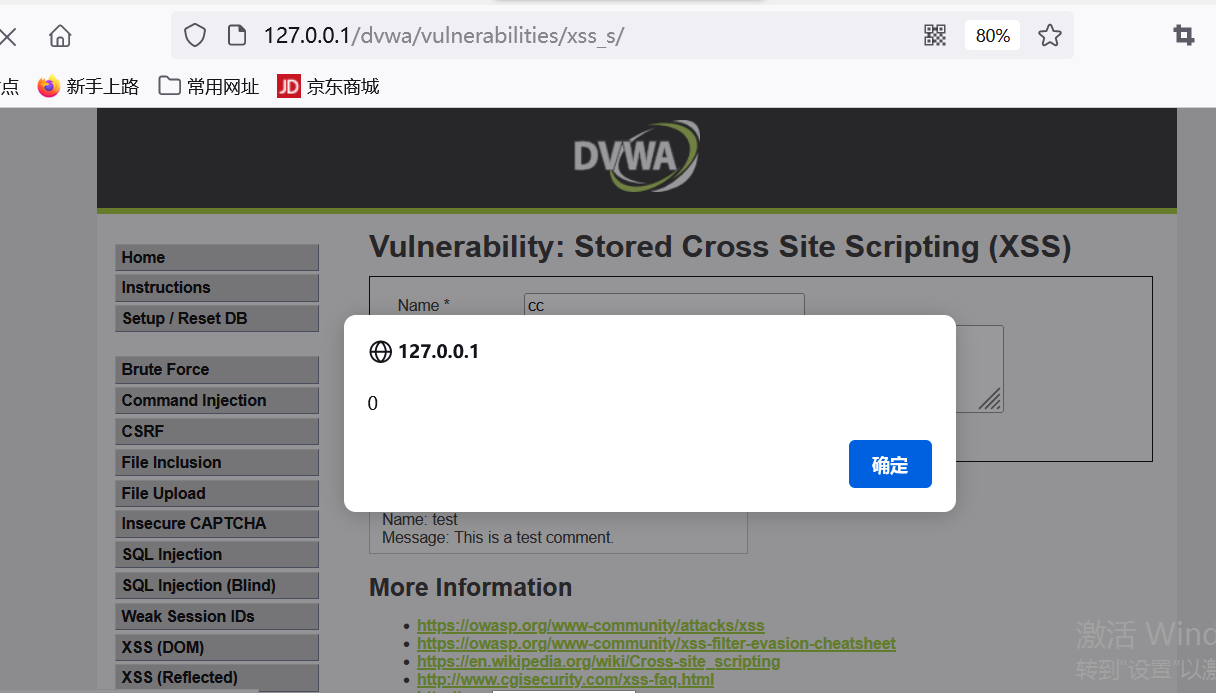 127.0.0.1/dvwa/vulnerabilities/xss_s/
80%
点 新手上路 常用网址 JD 京东商城
DVWA
Vulnerability: Stored Cross Site Scripting (XSS)
Home
Instructions
Setup / Reset DB
Brute Force
Command Injection
CSRF
File Inclusion
File Upload
Insecure CAPTCHA
SQL Injection
SQL Injection (Blind)
Weak Session IDs
XSS (DOM)
XSS (Reflected)
Name * cc
127.0.0.1
0
确定
Name: test
Message: This is a test comment.
More Information
https://owasp.org/www-community/attacks/xss
https://owasp.org/www-community/xss-filter-evasion-cheatsheet
https://en.wikipedia.org/wiki/Cross-site_scripting
http://www.cgisecurity.com/xss-faq.html
激活 Wind
转到"设置"以激